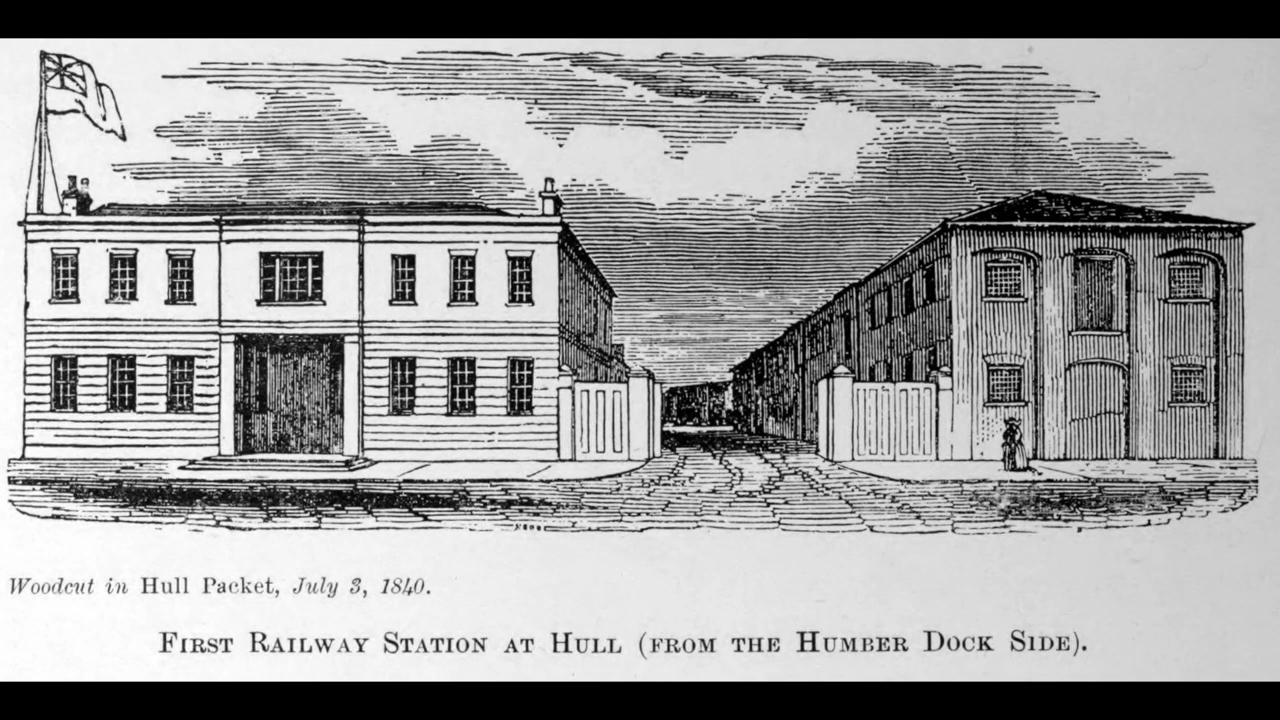 Woodcut in Hull Packet, July 3, 1840.
First Railway Station at Hull (from the Humber Dock Side).